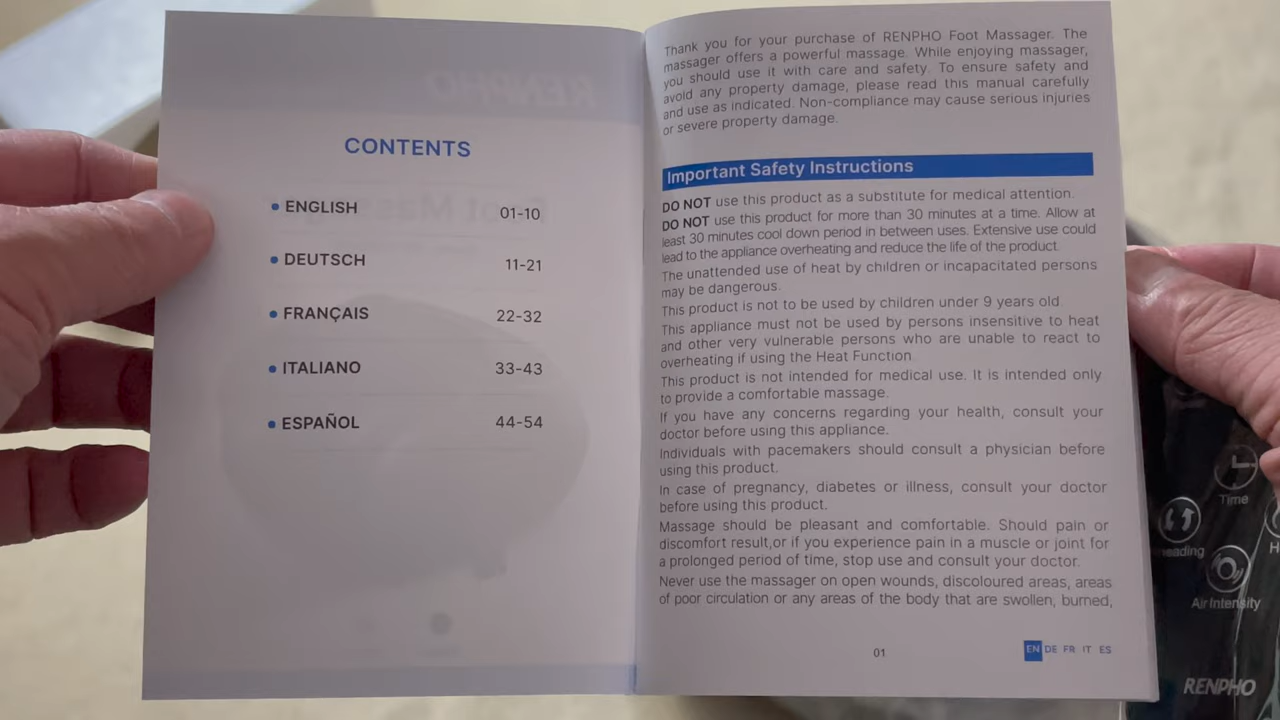 CONTENTS
ENGLISH 01-10
DEUTSCH 11-21
FRANÇAIS 22-32
ITALIANO 33-43
ESPAÑOL 44-54
Thank you for your purchase of RENPHO Foot Massager. The
massager offers a powerful massage. While enjoying massager,
you should use it with care and safety. To ensure safety and
avoid any property damage, please read this manual carefully
and use as indicated. Non-compliance may cause serious injuries
or severe property damage.
Important Safety Instructions
DO NOT use this product as a substitute for medical attention.
DO NOT use this product for more than 30 minutes at a time. Allow at
least 30 minutes cool down period in between uses. Extensive use could
lead to the appliance overheating and reduce the life of the product.
The unattended use of heat by children or incapacitated persons
may be dangerous.
This product is not to be used by children under 9 years old.
This appliance must not be used by persons insensitive to heat
and other very vulnerable persons who are unable to react to
overheating if using the Heat Function
This product is not intended for medical use. It is intended only
to provide a comfortable massage.
If you have any concerns regarding your health, consult your
doctor before using this appliance.
Individuals with pacemakers should consult a physician before
using this product.
In case of pregnancy, diabetes or illness, consult your doctor
before using this product.
Massage should be pleasant and comfortable. Should pain or
discomfort result,or if you experience pain in a muscle or joint for
a prolonged period of time, stop use and consult your doctor.
Never use the massager on open wounds, discoloured areas, areas
of poor circulation or any areas of the body that are swollen, burned,
01
EN DE FR IT ES
Time
Air Intensity
RENPHO